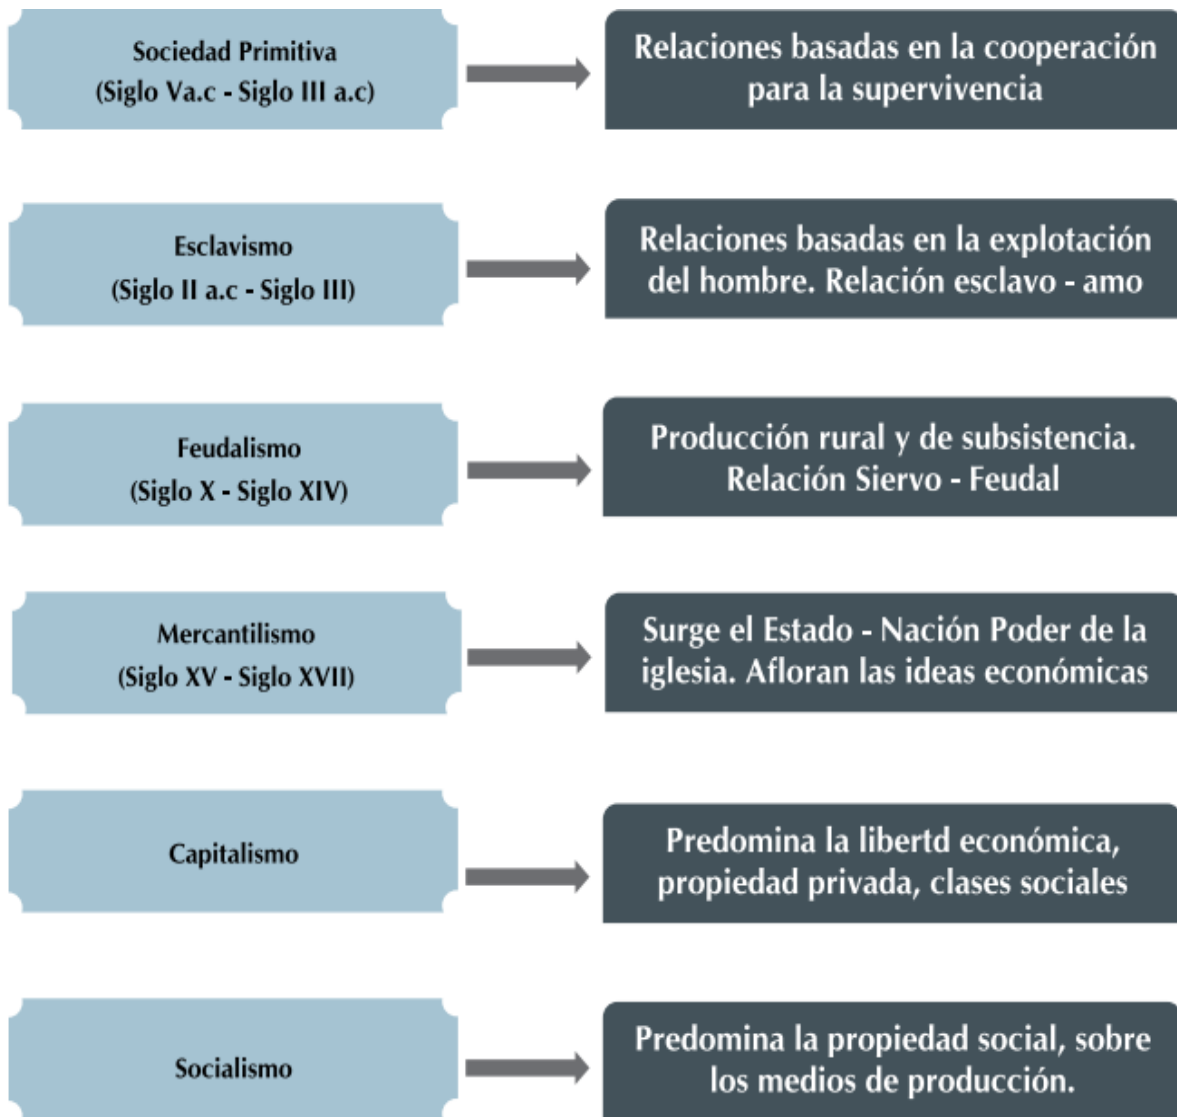 Sociedad Primitiva
(Siglo Va.c - Siglo III a.c)
Relaciones basadas en la cooperación
para la supervivencia
Esclavismo
(Siglo II a.c - Siglo III)
Relaciones basadas en la explotación
del hombre. Relación esclavo - amo
Feudalismo
(Siglo X - Siglo XIV)
Producción rural y de subsistencia.
Relación Siervo - Feudal
Mercantilismo
(Siglo XV - Siglo XVII)
Surge el Estado - Nación Poder de la
iglesia. Afloran las ideas económicas
Capitalismo
Predomina la libertd económica,
propiedad privada, clases sociales
Socialismo
Predomina la propiedad social, sobre
los medios de producción.